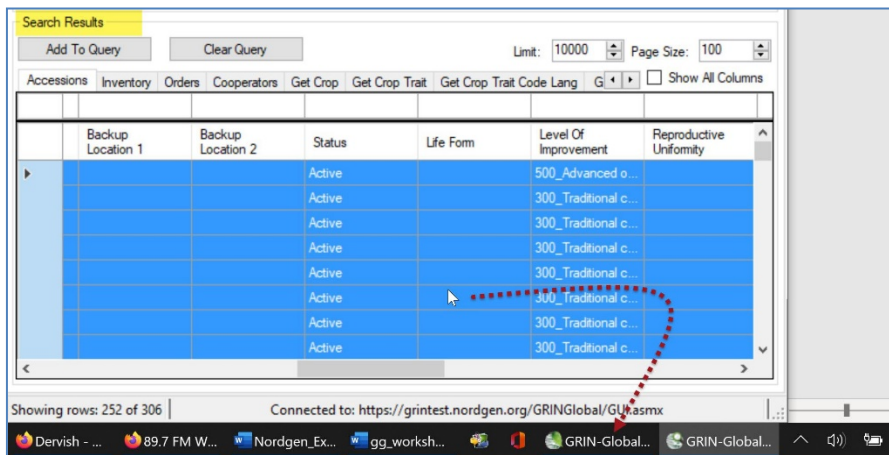 Search Results
Add To Query Clear Query Limit: 10000 Page Size: 100
Accessions Inventory Orders Cooperators Get Crop Get Crop Trait Get Crop Trait Code Lang G Show All Columns
Backup Location 1 Backup Location 2 Status Life Form Level Of Improvement Reproductive Uniformity
Active 500_Advanced o...
Active 300_Traditional c...
Active 300_Traditional c...
Active 300_Traditional c...
Active 300_Traditional c...
Active 300_Traditional c...
Active 300_Traditional c...
Active 300_Traditional c...
Showing rows: 252 of 306 Connected to: https://grintest.nordgen.org/GRINGlobal/GUI.asmx
Dervish - ... 89.7 FM W... Nordgen_Ex... gg_worksh... GRIN-Global... GRIN-Global...